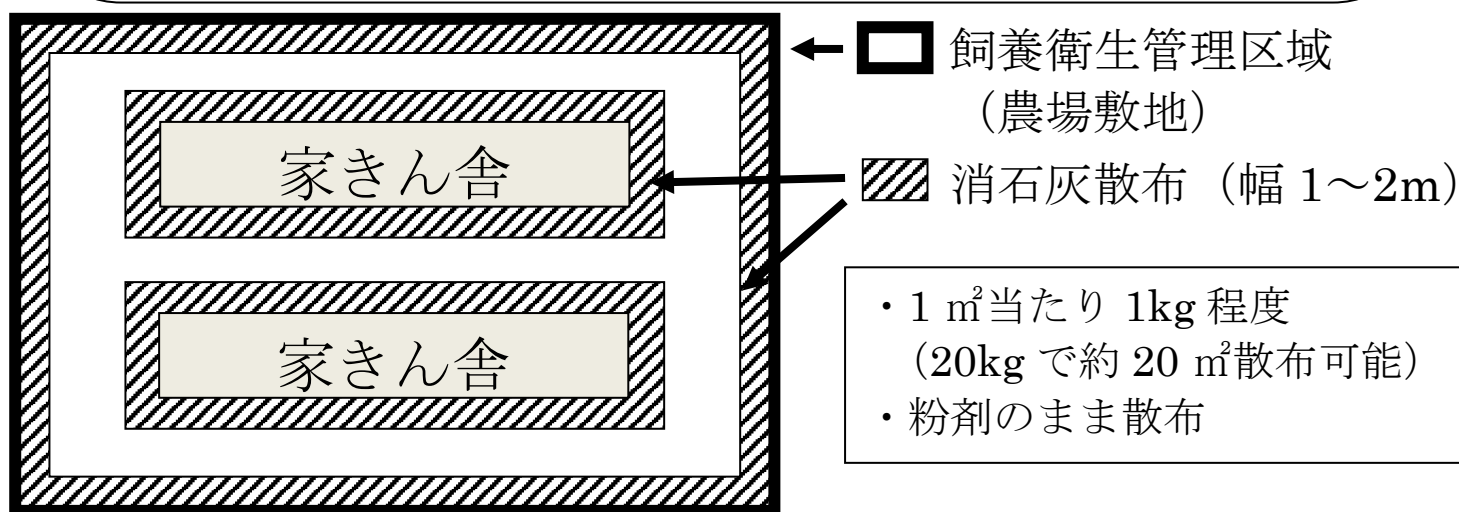 家きん舎
家きん舎
飼養衛生管理区域
（農場敷地）
消石灰散布（幅 1～2m）
・1 ㎡当たり 1kg 程度
（20kg で約 20 ㎡散布可能）
・粉剤のまま散布